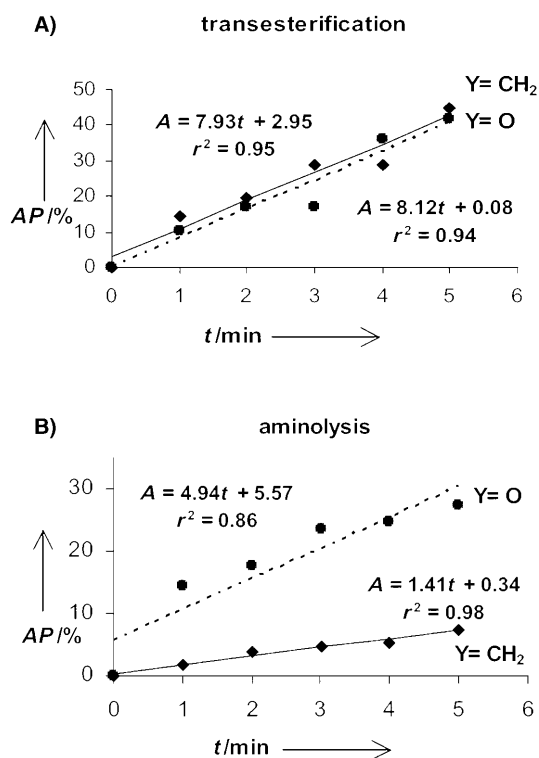 A)
transesterification
50
40
30
20
10
0
AP/%
A = 7.93t + 2.95
r² = 0.95
Y= CH₂
Y= O
A = 8.12t + 0.08
r² = 0.94
0 1 2 3 4 5 6
t/min
B)
aminolysis
30
20
10
0
AP/%
A = 4.94t + 5.57
r² = 0.86
Y= O
A = 1.41t + 0.34
r² = 0.98
Y= CH₂
0 1 2 3 4 5 6
t/min